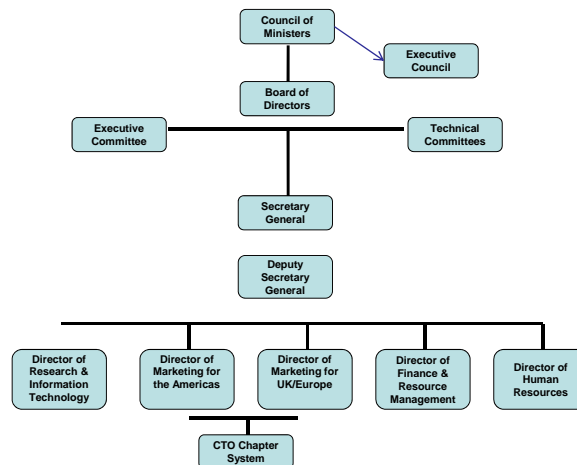 Council of
Ministers
Executive
Council
Board of
Directors
Executive
Committee
Technical
Committees
Secretary
General
Deputy
Secretary
General
Director of
Research &
Information
Technology
Director of
Marketing for
the Americas
Director of
Marketing for
UK/Europe
Director of
Finance &
Resource
Management
Director of
Human
Resources
CTO Chapter
System